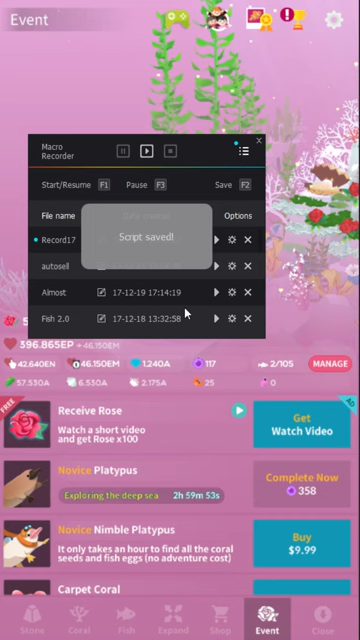 Event
Macro
Recorder
Start/Resume F1 Pause F3 Save F2
File name Options
Record17
Script saved!
autosell
Almost 17-12-19 17:14:19
Fish 2.0 17-12-18 13:32:58
396.865EP + 46.150EM
42.640EN 46.150EM 1.240A 117 2/105 MANAGE
57.530A 6.530A 2.175A 25 0
FREE
Receive Rose
Watch a short video
and get Rose x100
AD
Get
Watch Video
Novice Platypus
Exploring the deep sea 2h 59m 53s
Complete Now
358
Novice Nimble Platypus
It only takes an hour to find all the coral
seeds and fish eggs (no adventure cost)
Buy
$9.99
Carpet Coral
Stone Coral Fish Expand Shop Event Close